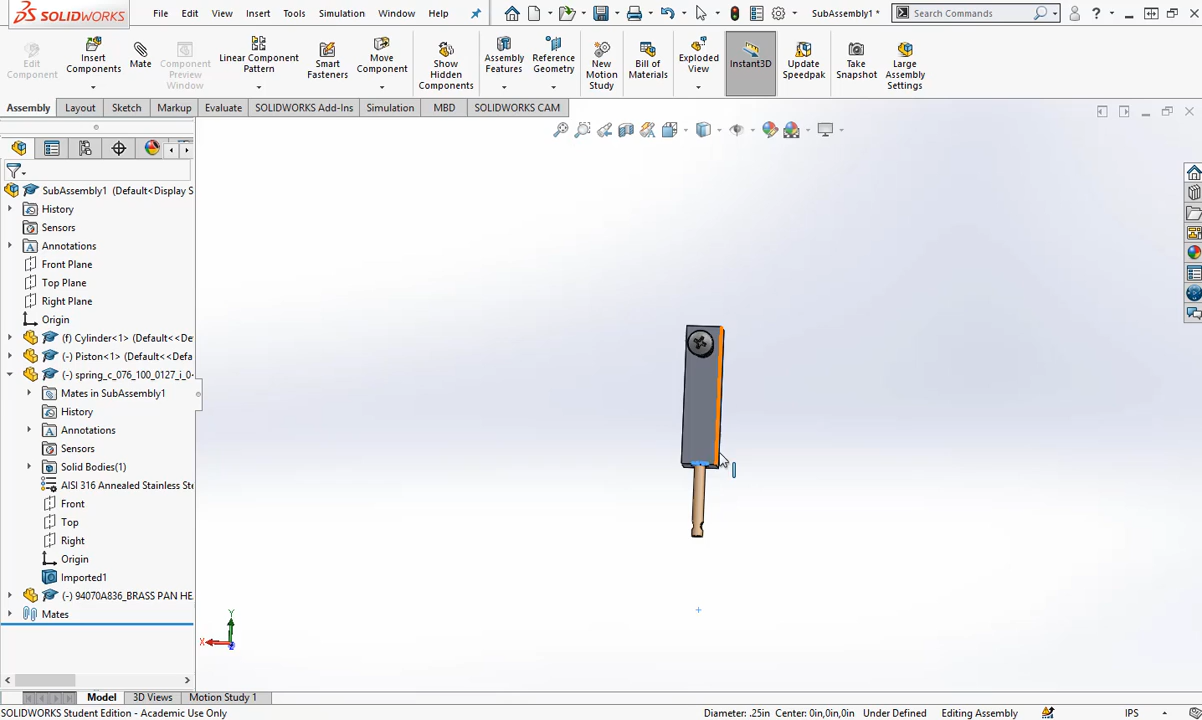 SOLIDWORKS
File Edit View Insert Tools Simulation Window Help
SubAssembly1 *
Search Commands
Edit Component
Insert Components
Mate
Component Preview Window
Linear Component Pattern
Smart Fasteners
Move Component
Show Hidden Components
Assembly Features
Reference Geometry
New Motion Study
Bill of Materials
Exploded View
Instant3D
Update Speedpak
Take Snapshot
Large Assembly Settings
Assembly Layout Sketch Markup Evaluate SOLIDWORKS Add-Ins Simulation MBD SOLIDWORKS CAM
SubAssembly1 (Default<Display S
History
Sensors
Annotations
Front Plane
Top Plane
Right Plane
Origin
(f) Cylinder<1> (Default<<De
(-) Piston<1> (Default<<Defa
(-) spring_c_076_100_0127_i_0
Mates in SubAssembly1
History
Annotations
Sensors
Solid Bodies(1)
AISI 316 Annealed Stainless Ste
Front
Top
Right
Origin
Imported1
(-) 94070A836_BRASS PAN HE
Mates
Y
X
Z
Model 3D Views Motion Study 1
SOLIDWORKS Student Edition - Academic Use Only
Diameter: .25in Center: 0in,0in,0in Under Defined Editing Assembly IPS